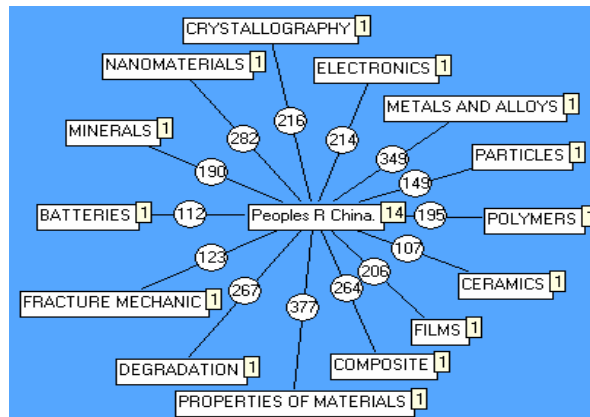 CRYSTALLOGRAPHY 1
NANOMATERIALS 1
ELECTRONICS 1
METALS AND ALLOYS 1
MINERALS 1
PARTICLES 1
BATTERIES 1
Peoples R China. 14
POLYMERS 1
FRACTURE MECHANIC 1
CERAMICS 1
FILMS 1
DEGRADATION 1
COMPOSITE 1
PROPERTIES OF MATERIALS 1
216
282
214
349
190
149
112
195
123
107
267
206
264
377